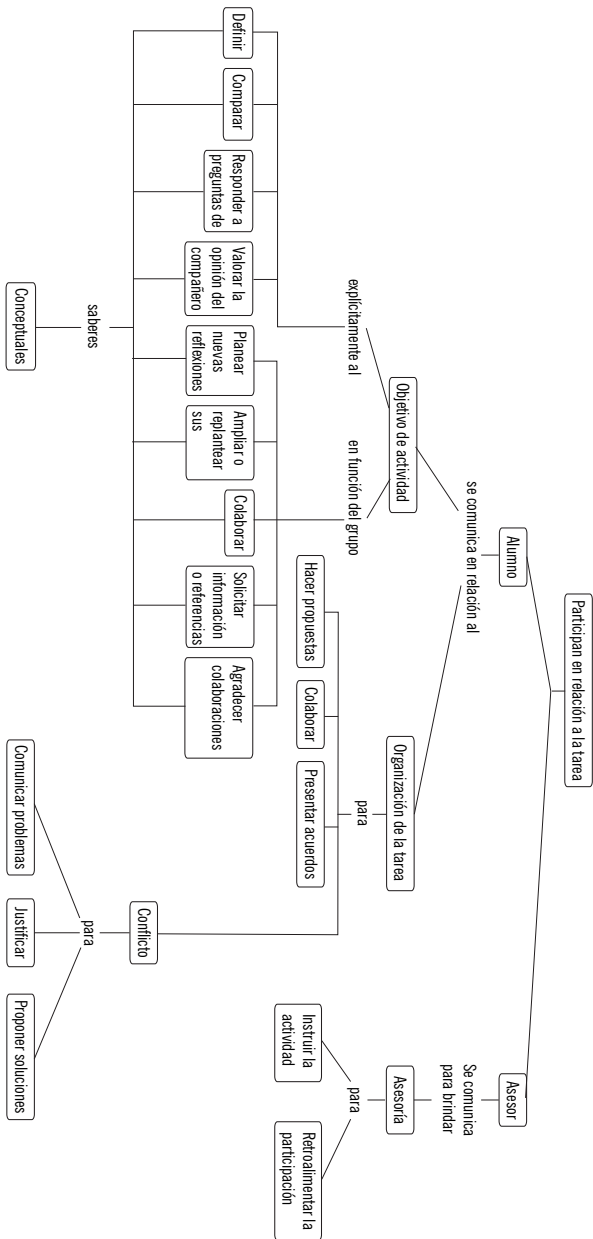 Participan en relación a la tarea
Alumno
Asesor
se comunica en relación al
Se comunica
para brindar
Objetivo de actividad
Organización de la tarea
Asesoría
explícitamente al
en función del grupo
para
para
Hacer propuestas
Colaborar
Presentar acuerdos
Instruir la
actividad
Retroalimentar la
participación
Definir
Comparar
Responder a
preguntas de
Valorar la
opinión del
compañero
Planear
nuevas
reflexiones
Ampliar o
replantear
sus
Colaborar
Solicitar
información
o referencias
Agradecer
colaboraciones
Conflicto
saberes
para
Conceptuales
Comunicar problemas
Justificar
Proponer soluciones